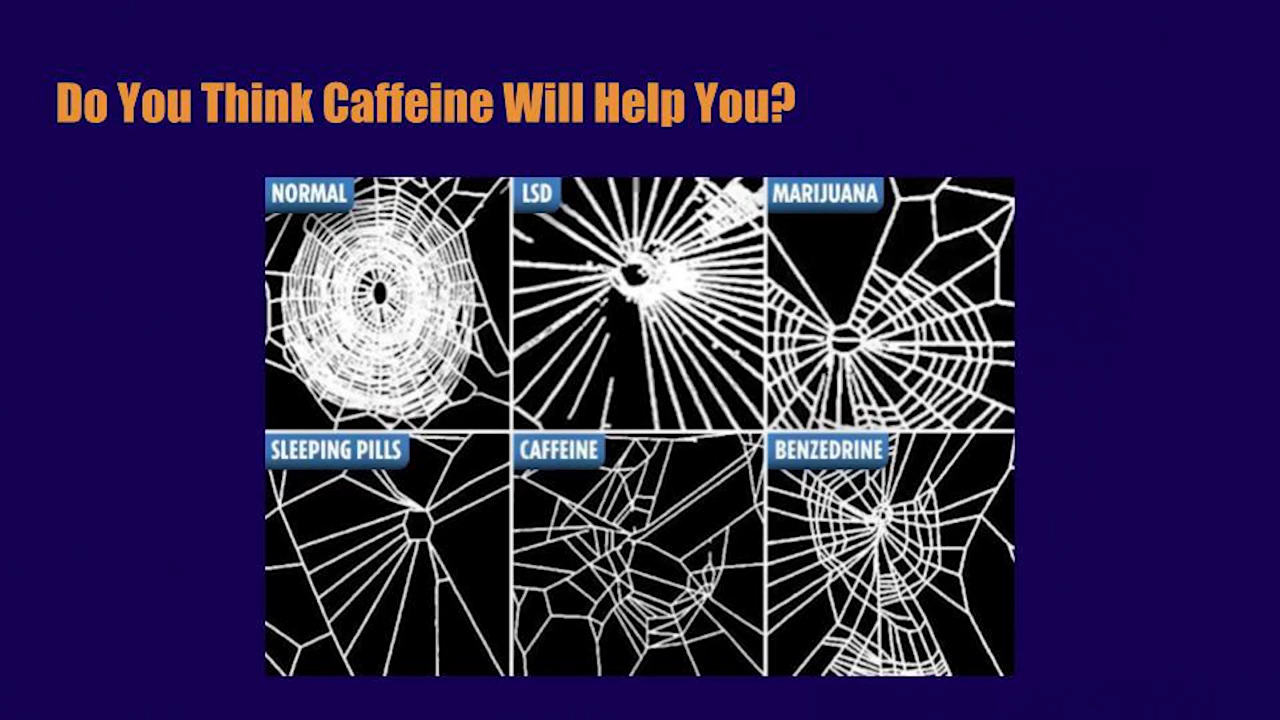 Do You Think Caffeine Will Help You?
NORMAL
LSD
MARIJUANA
SLEEPING PILLS
CAFFEINE
BENZEDRINE